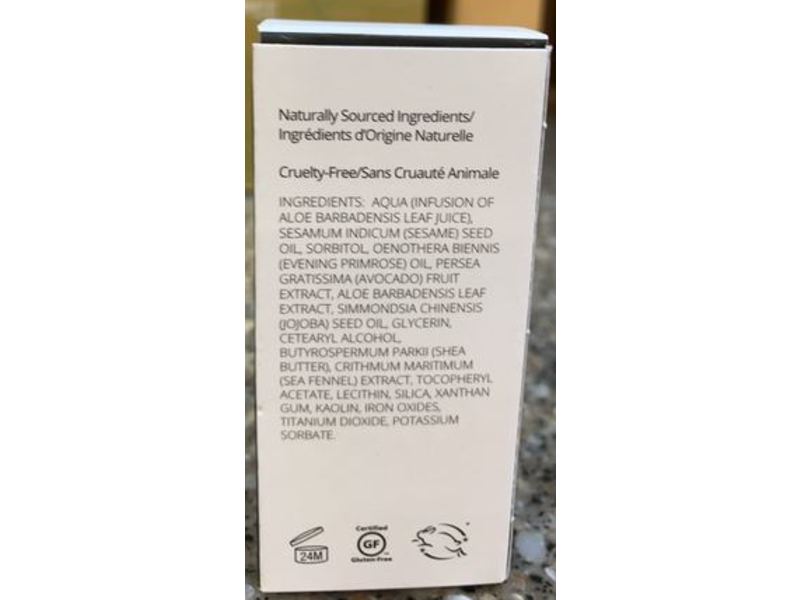 Naturally Sourced Ingredients/
Ingrédients d'Origine Naturelle
Cruelty-Free/Sans Cruauté Animale
INGREDIENTS: AQUA (INFUSION OF
ALOE BARBADENSIS LEAF JUICE),
SESAMUM INDICUM (SESAME) SEED
OIL, SORBITOL, OENOTHERA BIENNIS
(EVENING PRIMROSE) OIL, PERSEA
GRATISSIMA (AVOCADO) FRUIT
EXTRACT, ALOE BARBADENSIS LEAF
EXTRACT, SIMMONDSIA CHINENSIS
(JOJOBA) SEED OIL, GLYCERIN,
CETEARYL ALCOHOL,
BUTYROSPERMUM PARKII (SHEA
BUTTER), CRITHMUM MARITIMUM
(SEA FENNEL) EXTRACT, TOCOPHERYL
ACETATE, LECITHIN, SILICA, XANTHAN
GUM, KAOLIN, IRON OXIDES,
TITANIUM DIOXIDE, POTASSIUM
SORBATE.
24M
Certified
GF
Gluten-Free